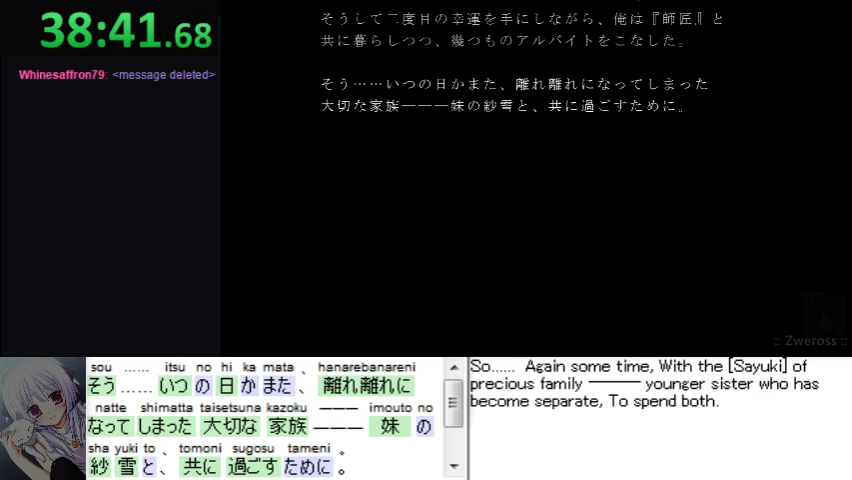 38:41.68
Whinesaffron79: <message deleted>
そうして二度目の幸運を手にしながら、俺は『師匠』と
共に暮らしつつ、幾つものアルバイトをこなした。
そう……いつの日かまた、離れ離れになってしまった
大切な家族―――妹の紗雪と、共に過ごすために。
:: Zweross ::
sou …… itsu no hi ka mata 、 hanarebanareni
そう …… いつ の 日 か また 、 離れ離れに
natte shimatta taisetsuna kazoku ――― imouto no
なって しまった 大切な 家族 ――― 妹 の
sha yuki to 、 tomoni sugosu tameni 。
紗 雪 と、 共に 過ごす ために 。
So...... Again some time, With the [Sayuki] of
precious family ――― younger sister who has
become separate, To spend both.